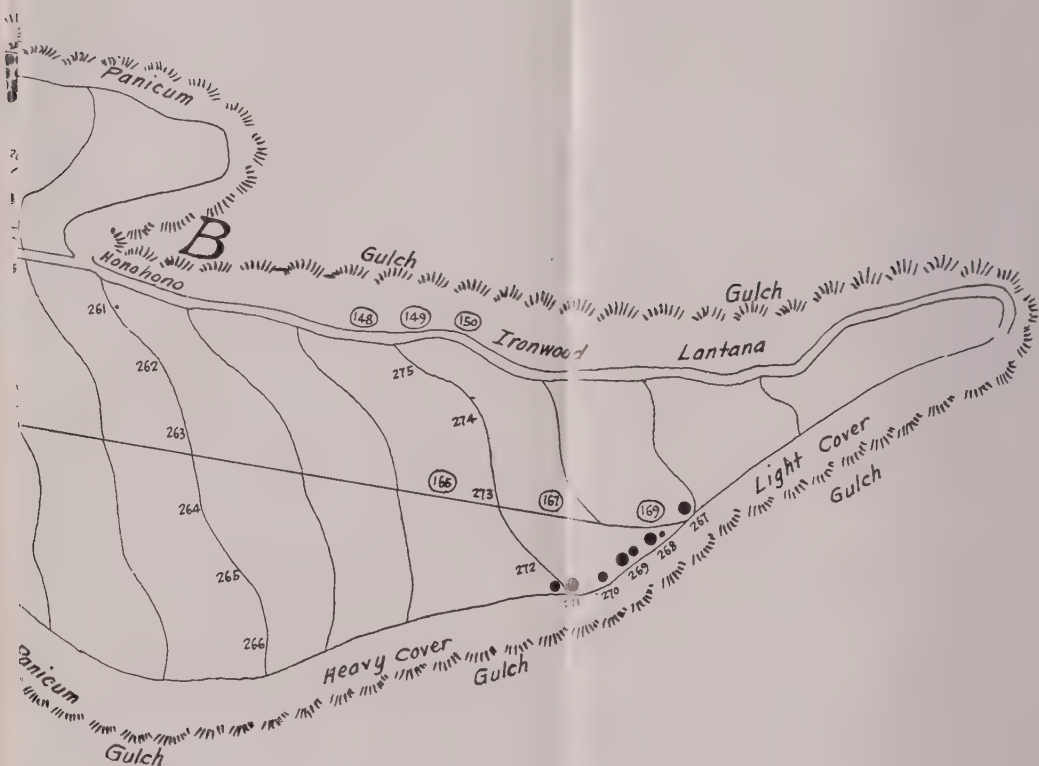 Panicum
B
Gulch
Honohono
Gulch
261
148
149
150
Ironwood
Lantana
262
275
274
263
Light Cover
Gulch
166
273
167
169
264
267
268
272
269
265
270
266
Heavy Cover
Gulch
Panicum
Gulch